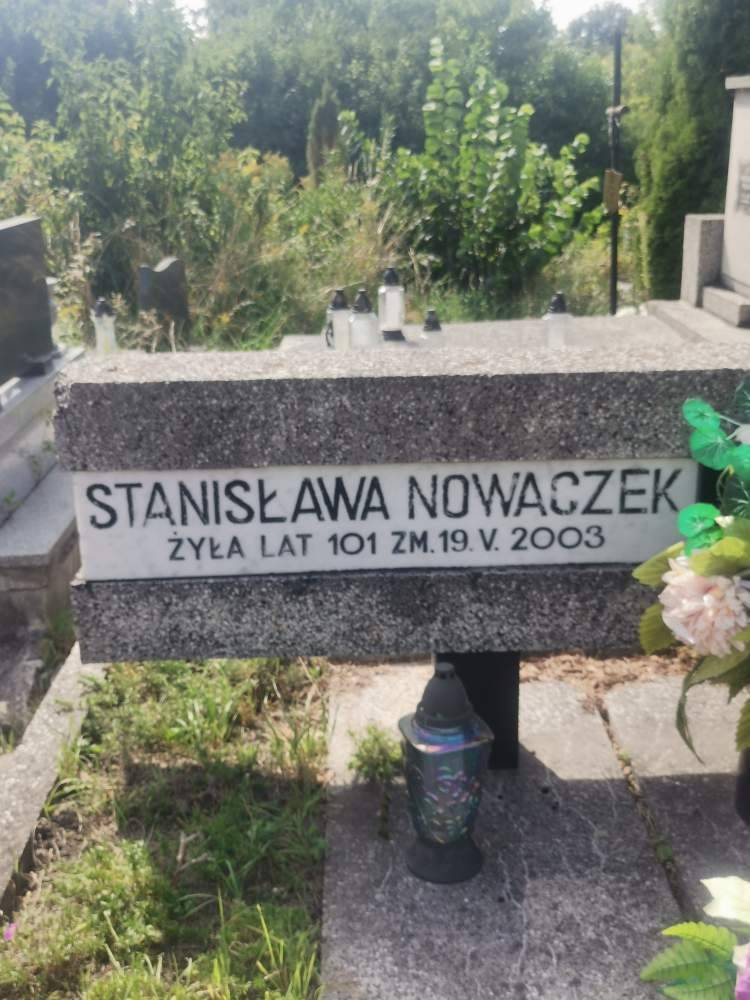 STANISŁAWA NOWACZEK
ŻYŁA LAT 101 ZM. 19. V. 2003